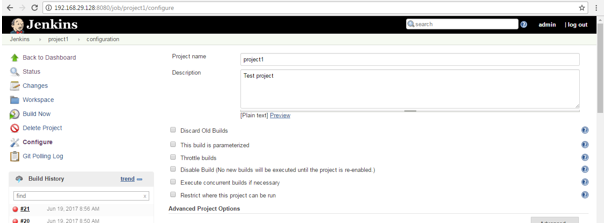 192.168.29.128:8080/job/project1/configure
Jenkins
search
admin
| log out
Jenkins
project1
configuration
Back to Dashboard
Status
Changes
Workspace
Build Now
Delete Project
Configure
Git Polling Log
Build History
trend
find
x
#21
Jun 19, 2017 8:56 AM
#20
Jun 19, 2017 8:50 AM
Project name
project1
Description
Test project
[Plain text] Preview
Discard Old Builds
This build is parameterized
Throttle builds
Disable Build (No new builds will be executed until the project is re-enabled.)
Execute concurrent builds if necessary
Restrict where this project can be run
Advanced Project Options